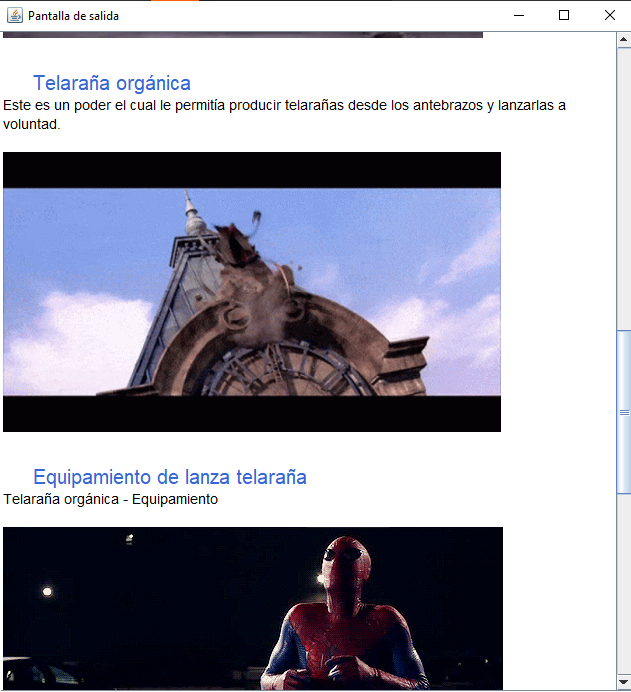 Pantalla de salida
Telaraña orgánica
Este es un poder el cual le permitía producir telarañas desde los antebrazos y lanzarlas a
voluntad.
Equipamiento de lanza telaraña
Telaraña orgánica - Equipamiento